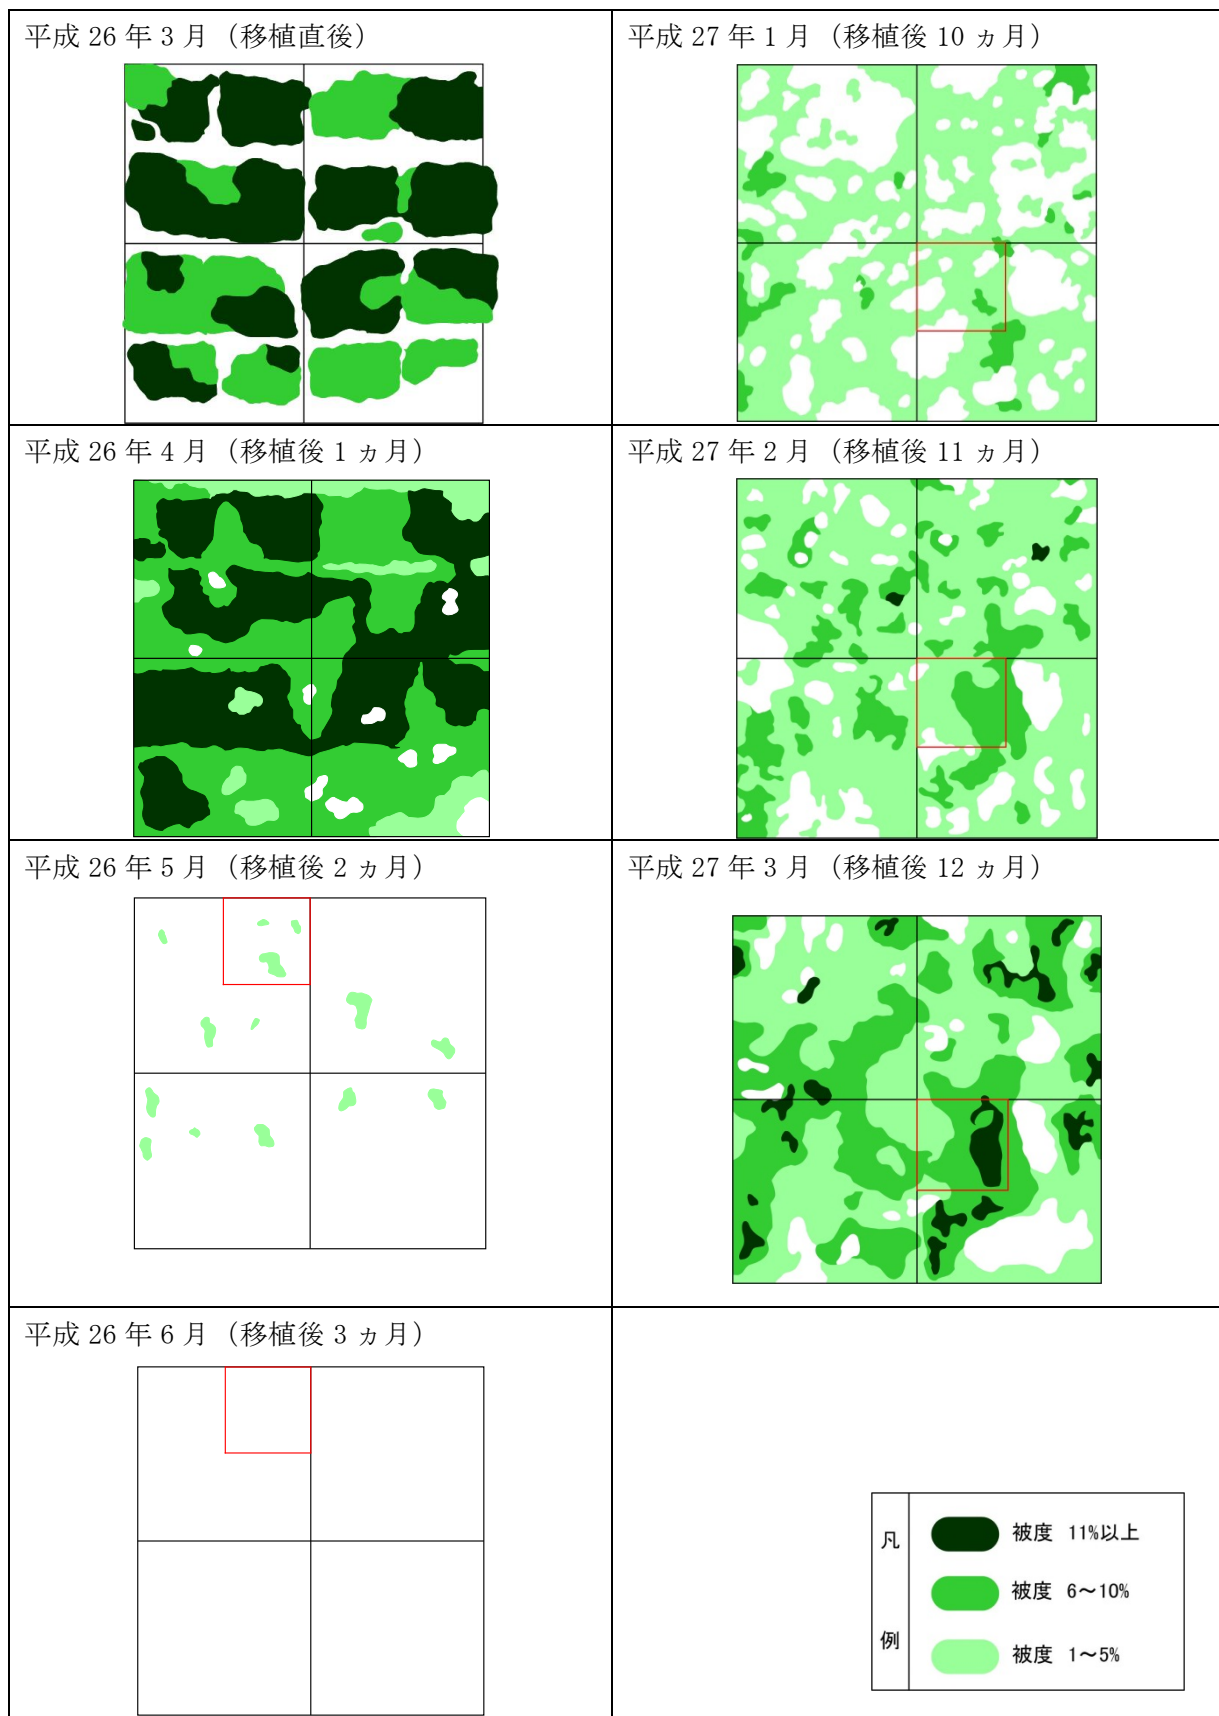 平成 26 年 3 月（移植直後）
平成 27 年 1 月（移植後 10 ヵ月）
平成 26 年 4 月（移植後 1 ヵ月）
平成 27 年 2 月（移植後 11 ヵ月）
平成 26 年 5 月（移植後 2 ヵ月）
平成 27 年 3 月（移植後 12 ヵ月）
平成 26 年 6 月（移植後 3 ヵ月）
凡例
被度 11%以上
被度 6～10%
被度 1～5%